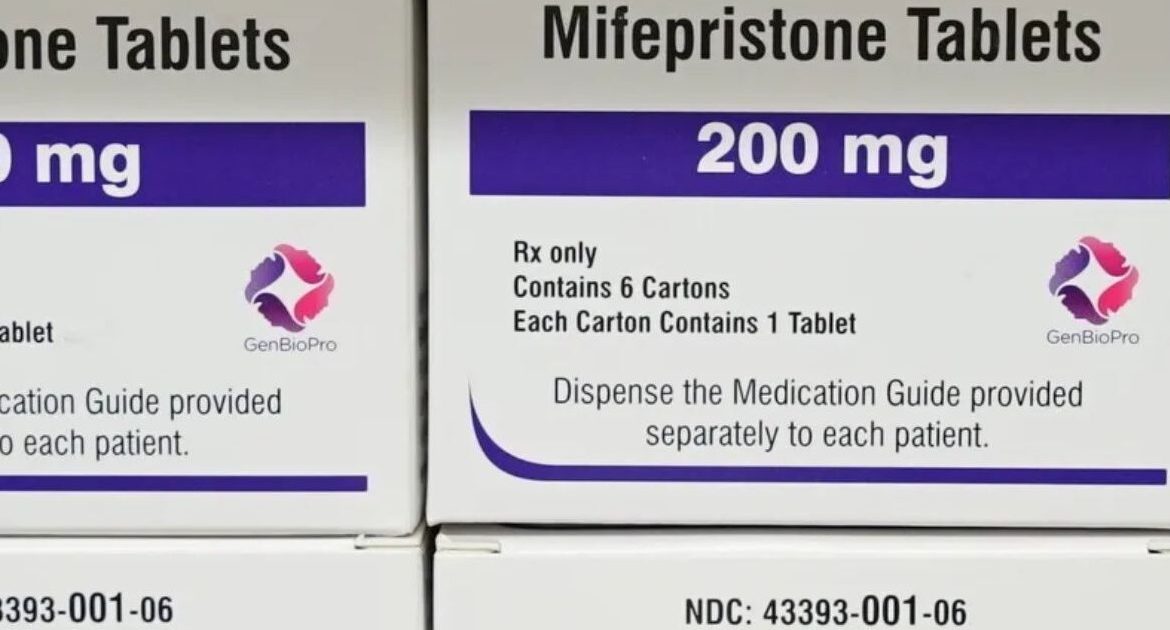 one Tablets
0 mg
ablet
GenBioPro
cation Guide provided
o each patient.
3393-001-06
Mifepristone Tablets
200 mg
Rx only
Contains 6 Cartons
Each Carton Contains 1 Tablet
GenBioPro
Dispense the Medication Guide provided
separately to each patient.
NDC: 43393-001-06